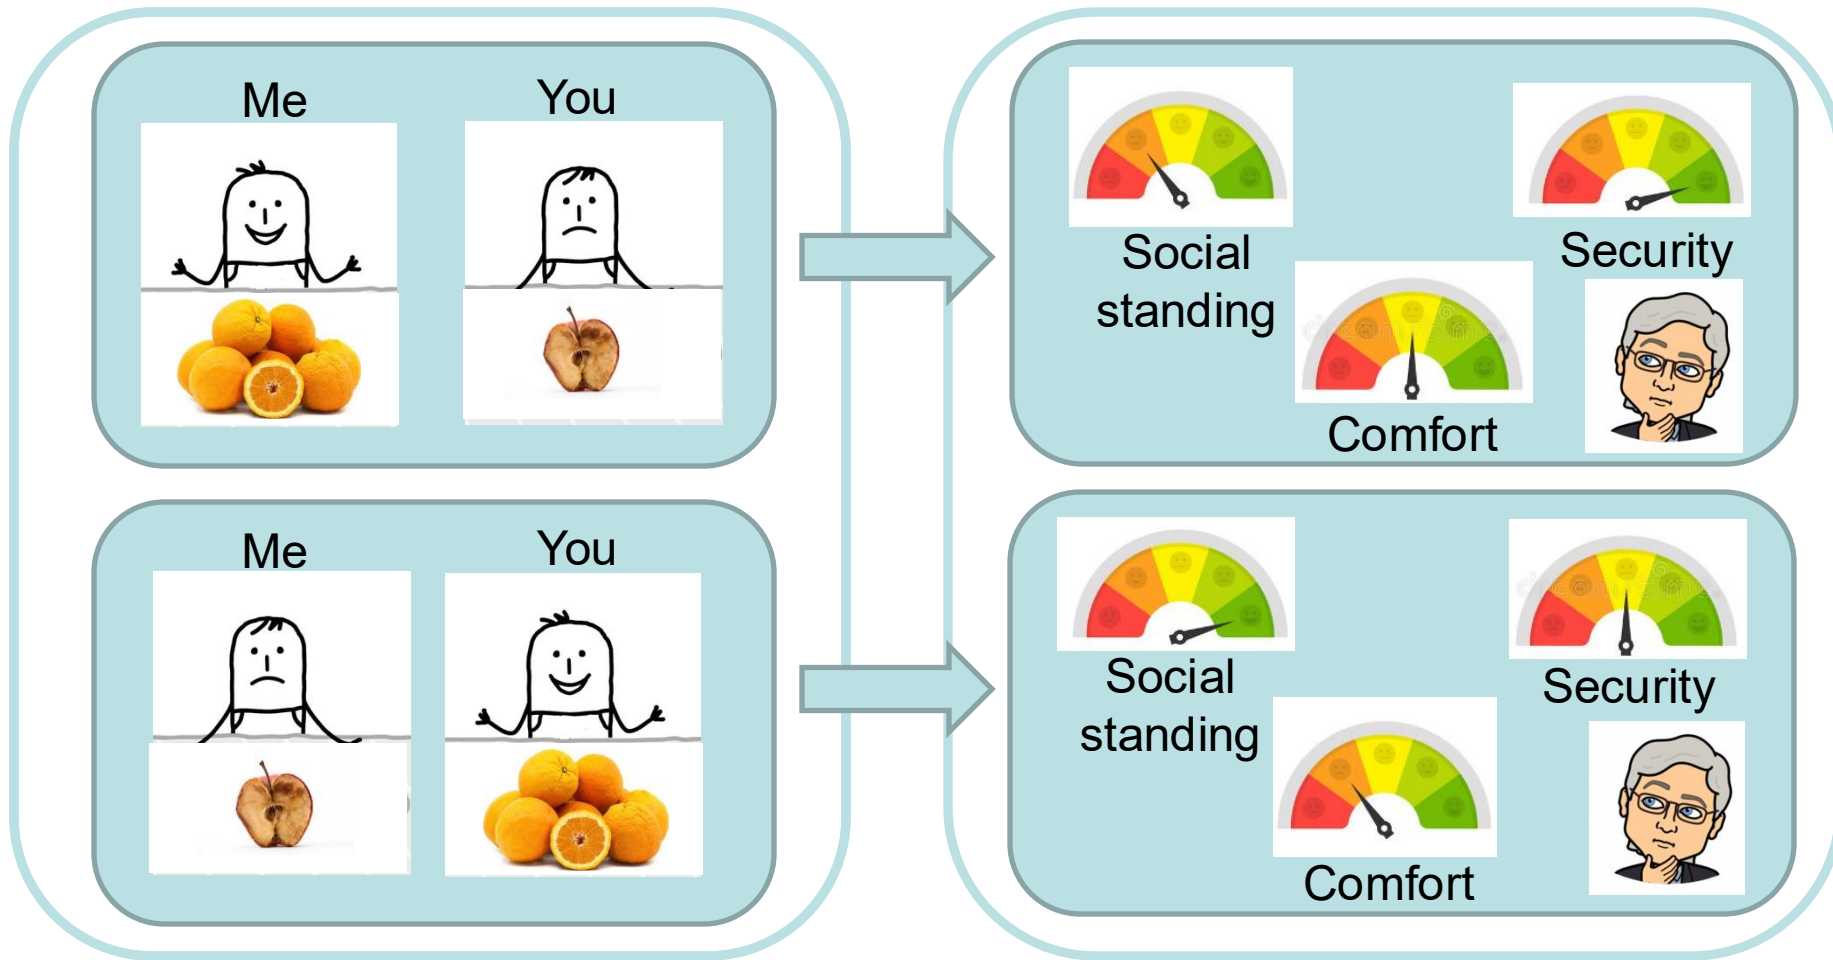 Me
You
Me
You
Social
standing
Security
Comfort
Social
standing
Security
Comfort